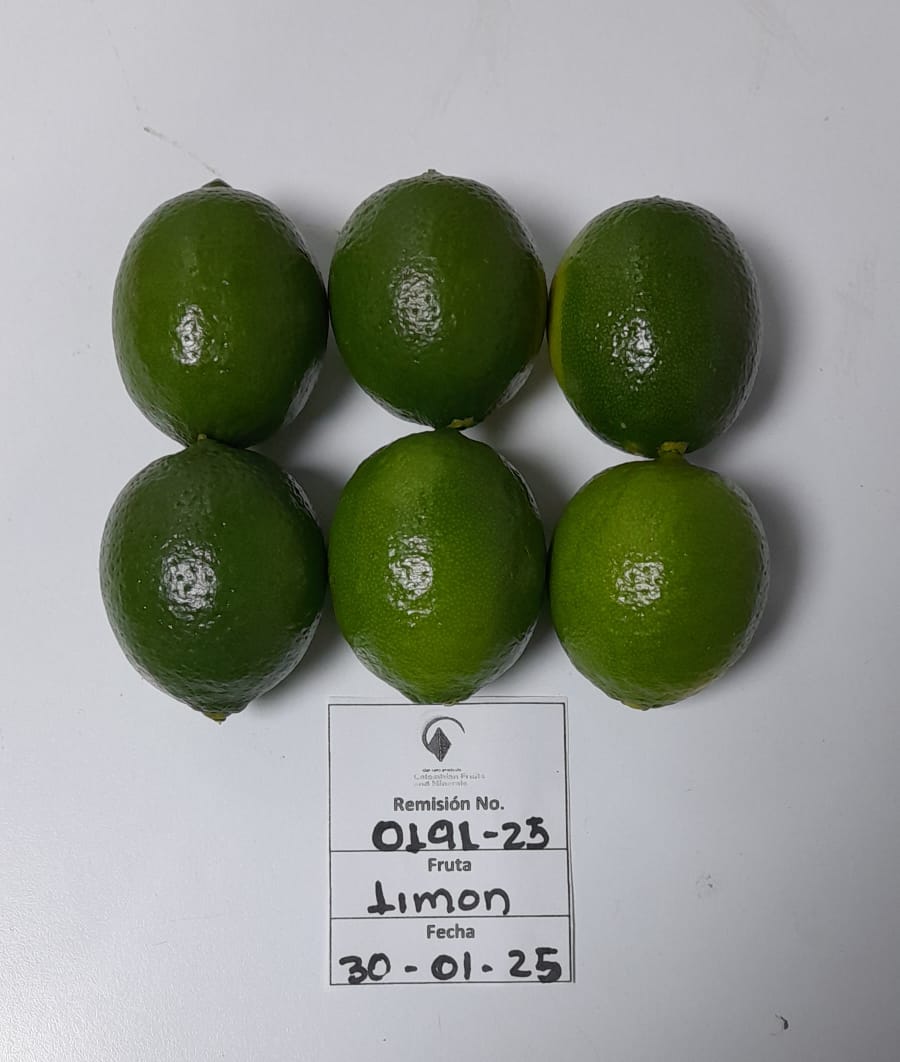 Colombian Fruits
and Minerals
Remisión No.
0191-25
Fruta
Limon
Fecha
30-01-25